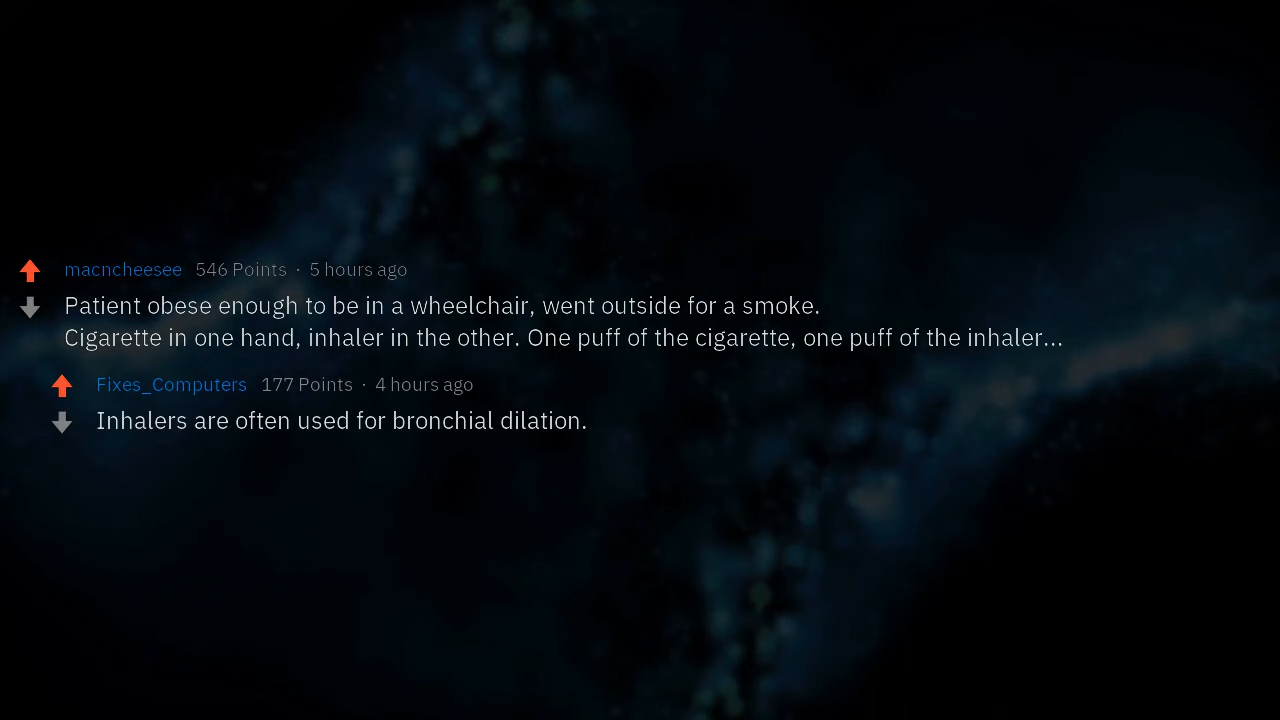 macncheesee 546 Points · 5 hours ago
Patient obese enough to be in a wheelchair, went outside for a smoke.
Cigarette in one hand, inhaler in the other. One puff of the cigarette, one puff of the inhaler...
Fixes_Computers 177 Points · 4 hours ago
Inhalers are often used for bronchial dilation.